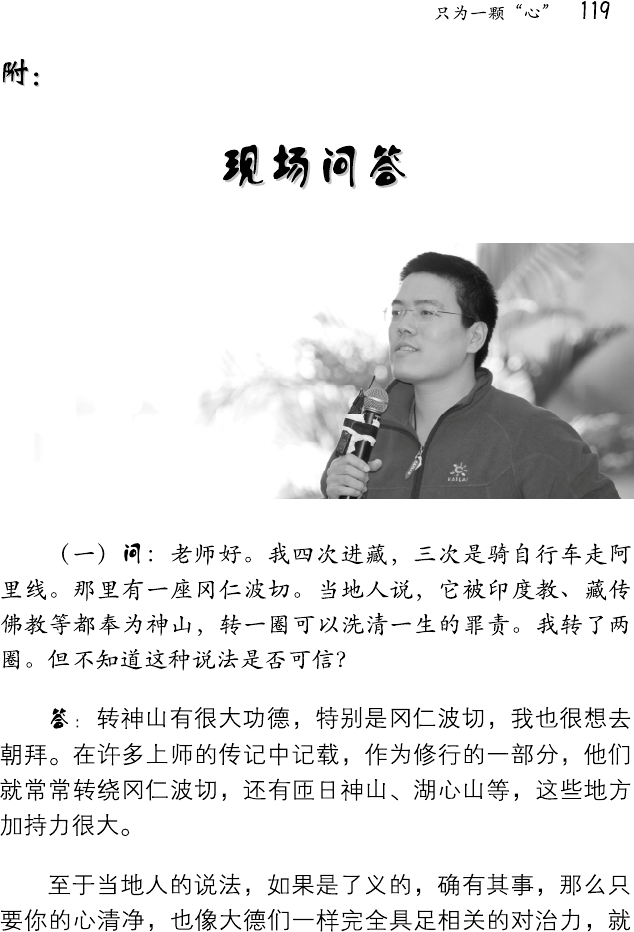 只为一颗“心” 119
附：
现场问答
KAILAS
（一）问：老师好。我四次进藏，三次是骑自行车走阿
里线。那里有一座冈仁波切。当地人说，它被印度教、藏传
佛教等都奉为神山，转一圈可以洗清一生的罪责。我转了两
圈。但不知道这种说法是否可信？
答：转神山有很大功德，特别是冈仁波切，我也很想去
朝拜。在许多上师的传记中记载，作为修行的一部分，他们
就常常转绕冈仁波切，还有匝日神山、湖心山等，这些地方
加持力很大。
至于当地人的说法，如果是了义的，确有其事，那么只
要你的心清净，也像大德们一样完全具足相关的对治力，就